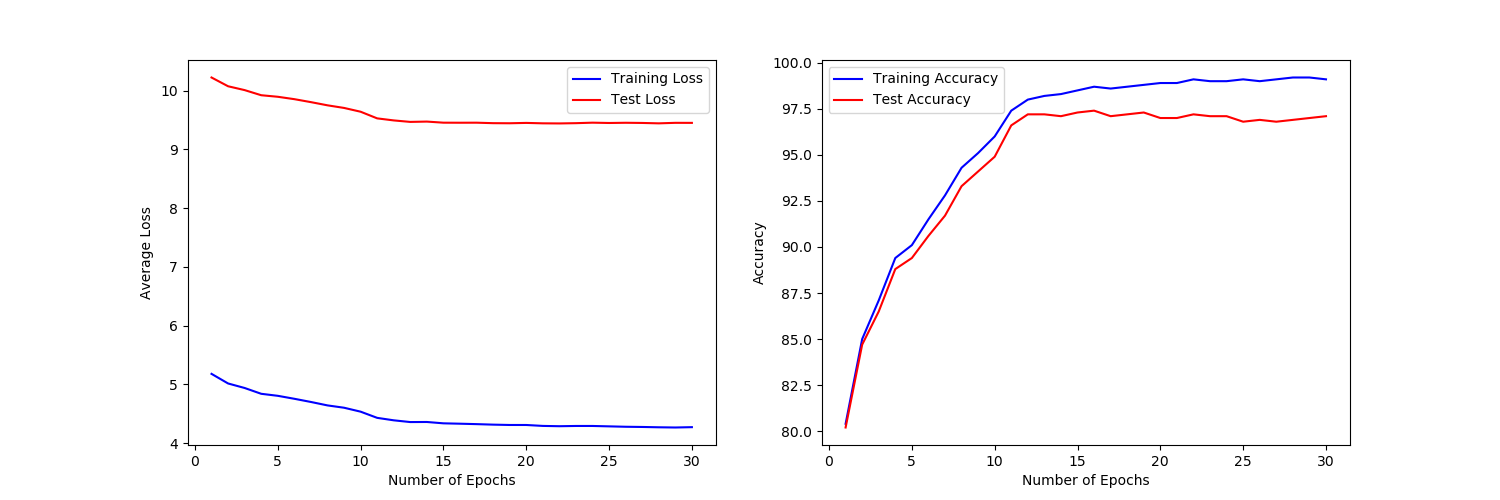 10
9
8
7
6
5
4
Average Loss
0 5 10 15 20 25 30
Number of Epochs
Training Loss
Test Loss
100.0
97.5
95.0
92.5
90.0
87.5
85.0
82.5
80.0
Accuracy
0 5 10 15 20 25 30
Number of Epochs
Training Accuracy
Test Accuracy